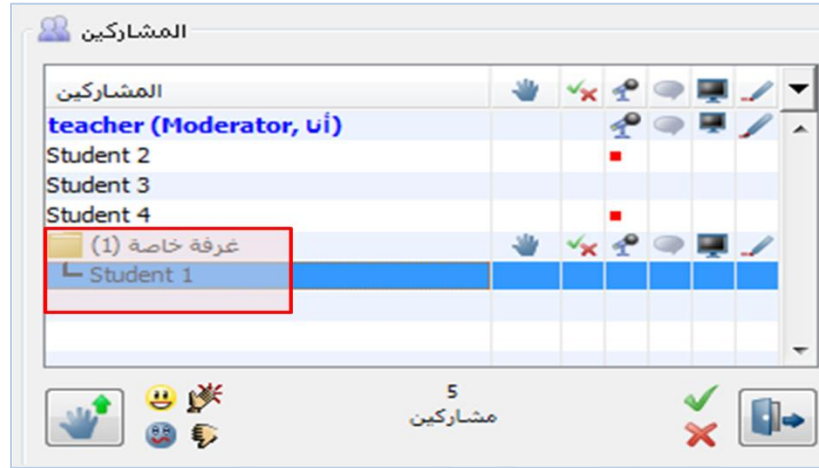 المشاركين
المشاركين
teacher (Moderator, أنا)
Student 2
Student 3
Student 4
غرفة خاصة (1)
Student 1
5
مشاركين